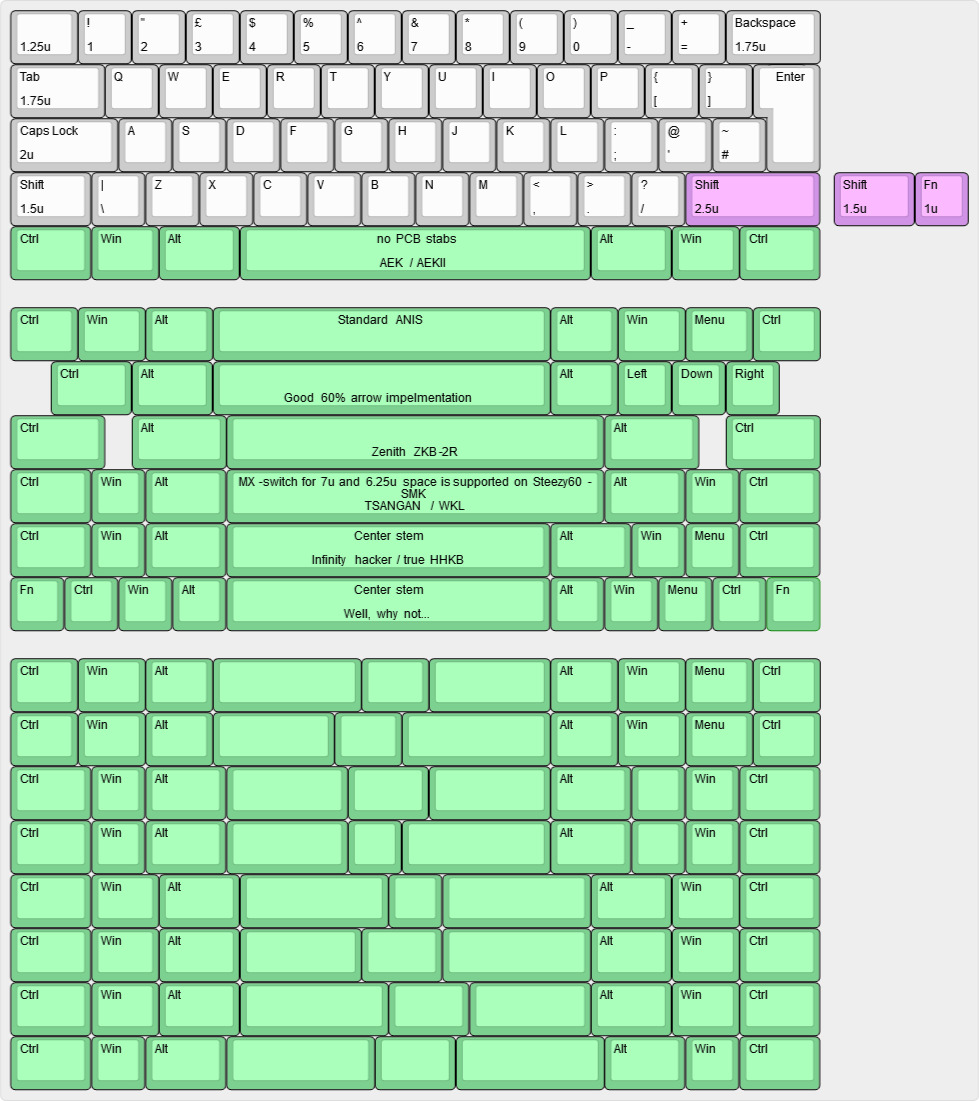 ! " £ $ % ^ & * ( ) _ + Backspace
1.25u 1 2 3 4 5 6 7 8 9 0 - = 1.75u
Tab Q W E R T Y U I O P { } Enter
1.75u [ ]
Caps Lock A S D F G H J K L : @ ~
2u ; ' #
Shift | Z X C V B N M < > ? Shift Shift Fn
1.5u \ , . / 2.5u 1.5u 1u
Ctrl Win Alt no PCB stabs Alt Win Ctrl
AEK / AEKII
Ctrl Win Alt Standard ANIS Alt Win Menu Ctrl
Ctrl Alt Alt Left Down Right
Good 60% arrow impelmentation
Ctrl Alt Alt Ctrl
Zenith ZKB-2R
Ctrl Win Alt MX -switch for 7u and 6.25u space is supported on Steezy60 - Alt Win Ctrl
SMK
TSANGAN / WKL
Ctrl Win Alt Center stem Alt Win Menu Ctrl
Infinity hacker / true HHKB
Fn Ctrl Win Alt Center stem Alt Win Menu Ctrl Fn
Well, why not...
Ctrl Win Alt Alt Win Menu Ctrl
Ctrl Win Alt Alt Win Menu Ctrl
Ctrl Win Alt Alt Win Ctrl
Ctrl Win Alt Alt Win Ctrl
Ctrl Win Alt Alt Win Ctrl
Ctrl Win Alt Alt Win Ctrl
Ctrl Win Alt Alt Win Ctrl
Ctrl Win Alt Alt Win Ctrl